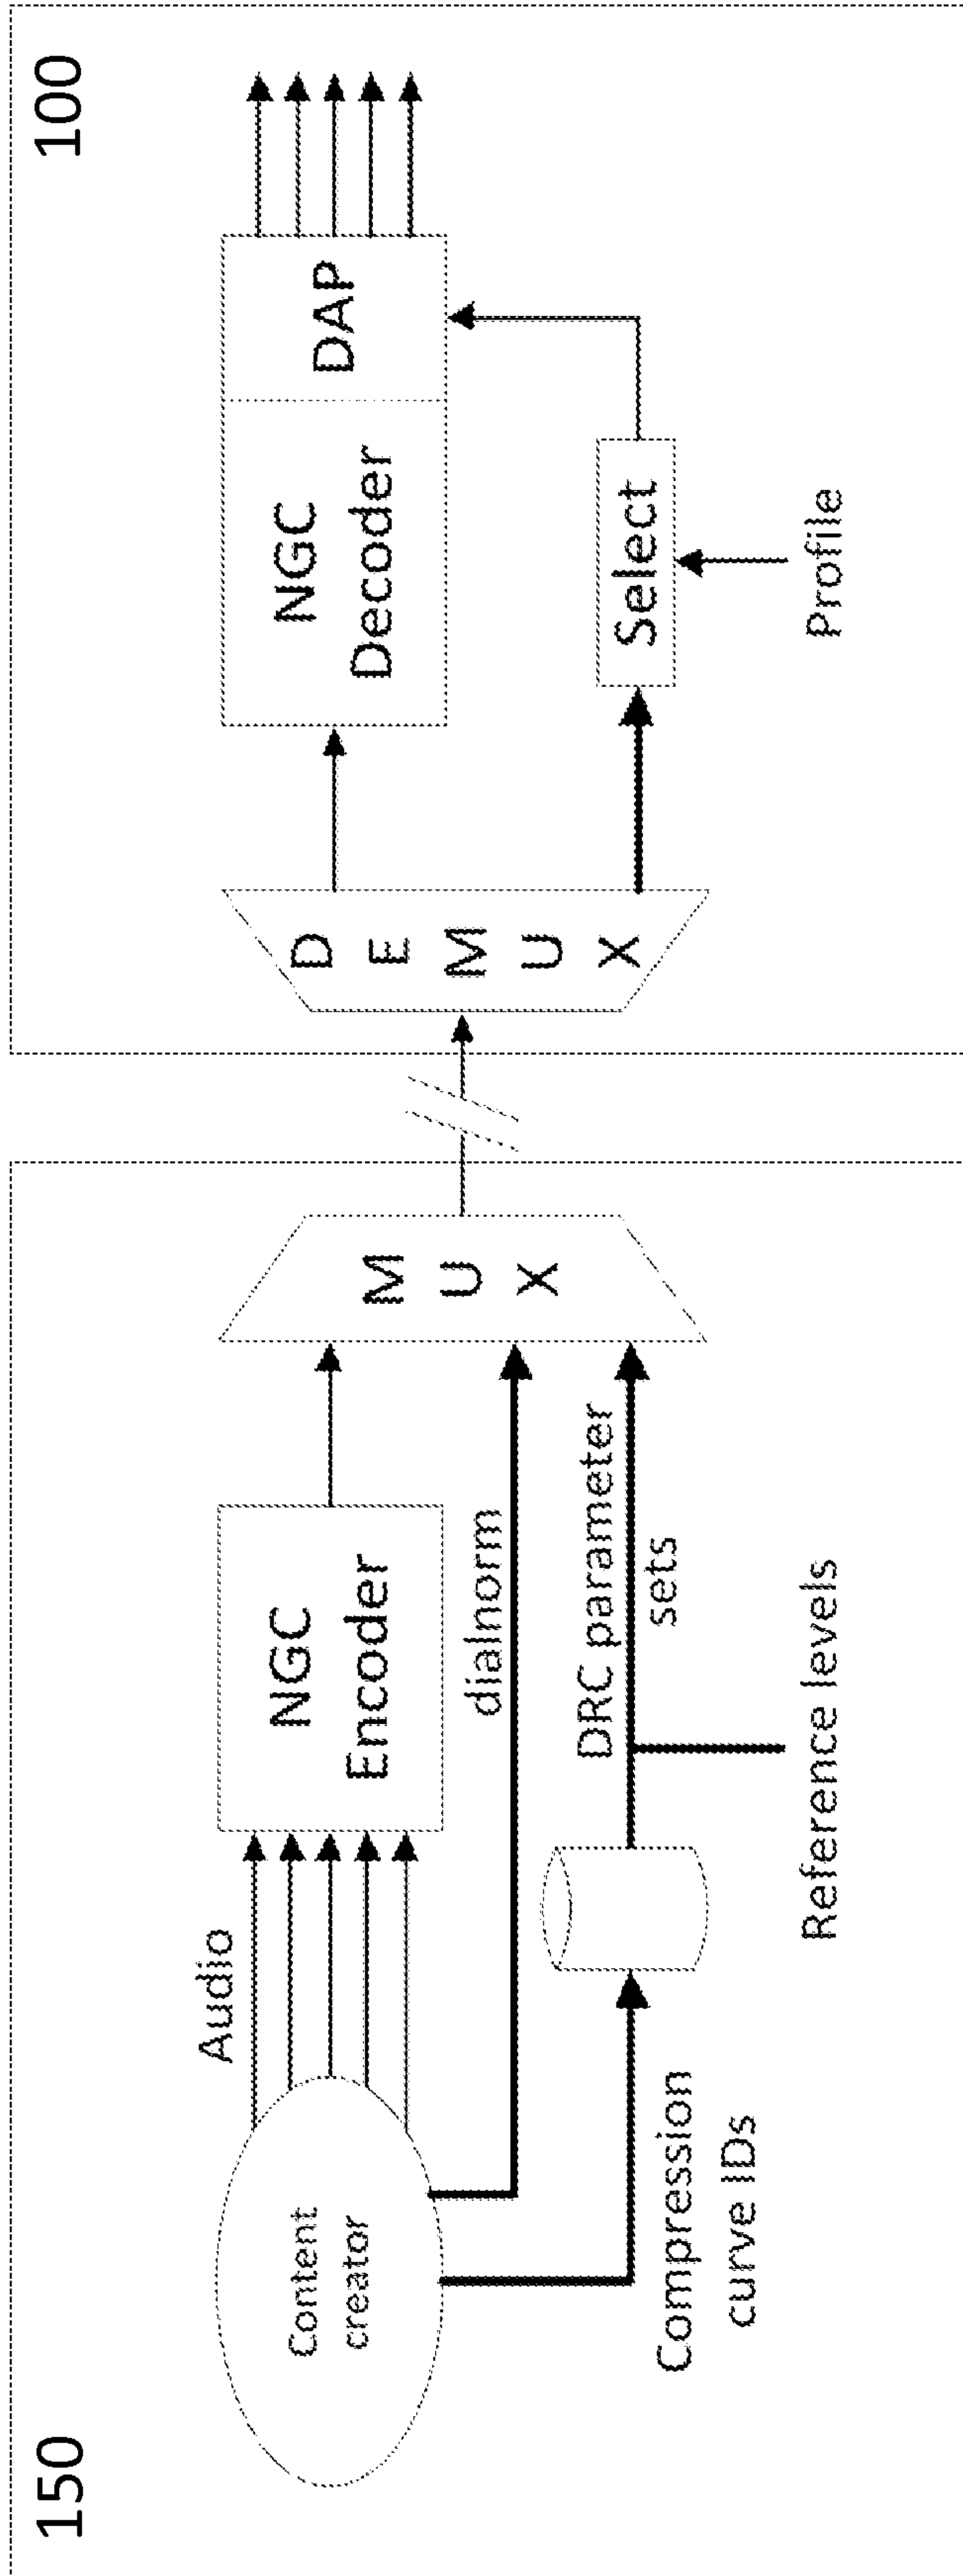 150
Content
creator
Audio
NGC
Encoder
dialnorm
DRC parameter
sets
Compression
curve IDs
Reference levels
M
U
X
100
D
E
M
U
X
NGC
Decoder
DAP
Select
Profile